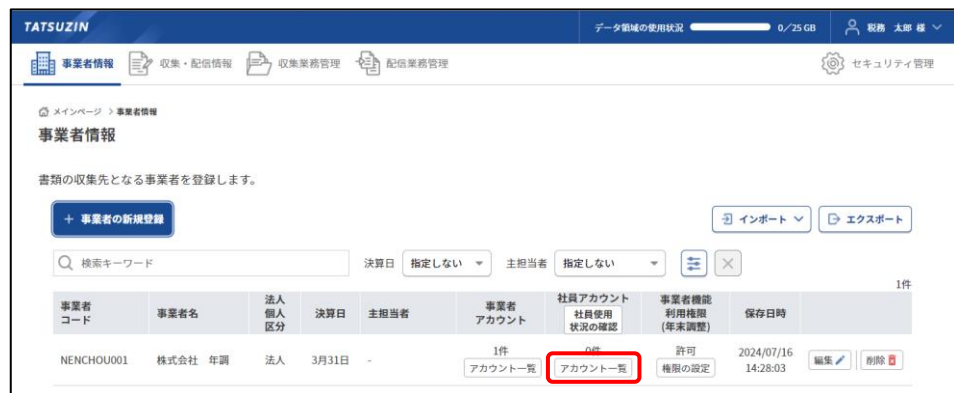 TATSUZIN データ領域の使用状況 0/25 GB 税務 太郎 様
事業者情報 収集・配信情報 収集業務管理 配信業務管理 セキュリティ管理
メインページ > 事業者情報
事業者情報
書類の収集先となる事業者を登録します。
+ 事業者の新規登録 インポート エクスポート
検索キーワード 決算日 指定しない 主担当者 指定しない
1件
事業者コード 事業者名 法人個人区分 決算日 主担当者 事業者アカウント 社員アカウント 社員使用状況の確認 事業者機能利用権限(年末調整) 保存日時
NENCHOU001 株式会社 年調 法人 3月31日 - 1件 アカウント一覧 0件 アカウント一覧 許可 権限の設定 2024/07/16 14:28:03 編集 削除